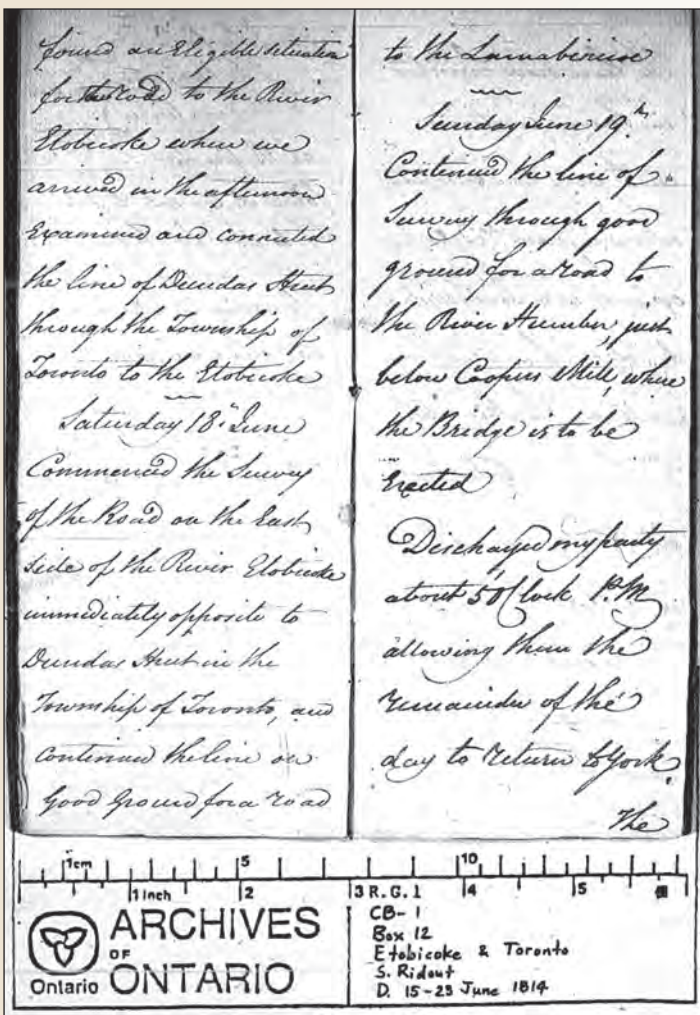 found an Eligible situation
for the road to the River
Etobicoke where we
arrived in the afternoon
Examined and connected
the line of Dundas Street
through the Township of
Toronto to the Etobicoke
Saturday 18th June
Commenced the Survey
of the Road on the East
side of the River Etobicoke
immediately opposite to
Dundas Street in the
Township of Toronto, and
continued the line on
Good Ground for a road
to the
Sunday June 19th
Continued the line of
Survey through good
ground for a road to
the River Humber, just
below Coopers Mill, where
the Bridge is to be
Erected
Discharged my party
about 5 O'Clock P.M
allowing them the
remainder of the
day to return to York
The
1cm 5 10
1 Inch 2 3 R.G.1 4 5
ARCHIVES
OF
ONTARIO
Ontario
CB-1
Box 12
Etobicoke & Toronto
S. Ridout
D. 15-23 June 1814